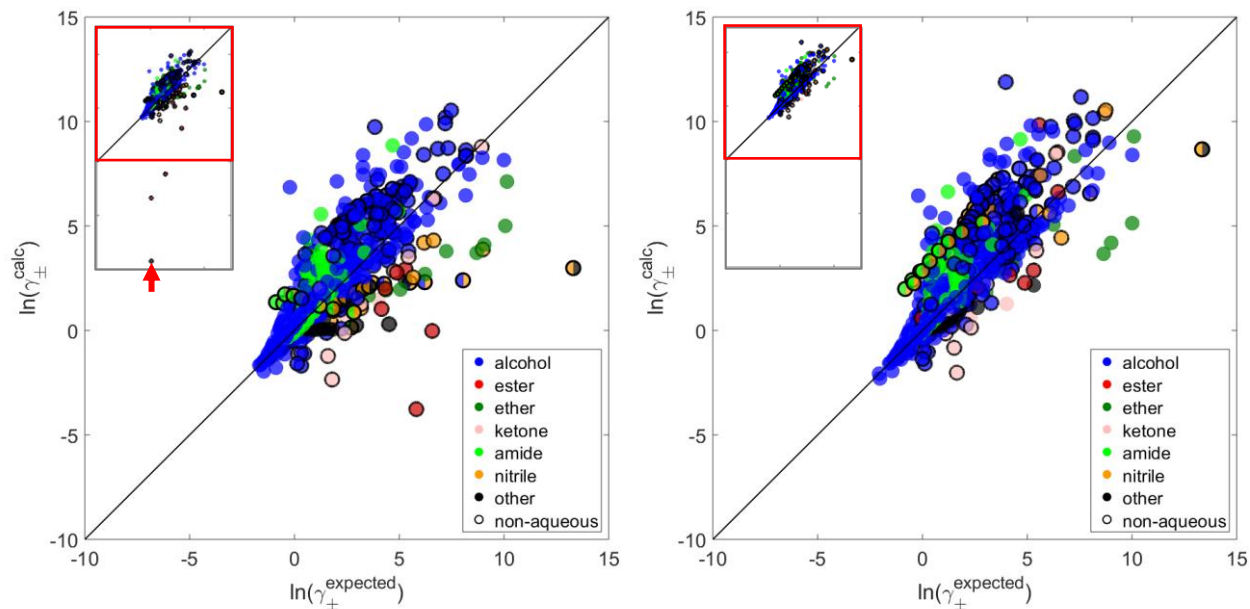 15
10
5
0
-5
-10
-10
-5
0
5
10
15
ln(γ±^calc)
ln(γ±^expected)
alcohol
ester
ether
ketone
amide
nitrile
other
non-aqueous
15
10
5
0
-5
-10
-10
-5
0
5
10
15
ln(γ±^calc)
ln(γ±^expected)
alcohol
ester
ether
ketone
amide
nitrile
other
non-aqueous